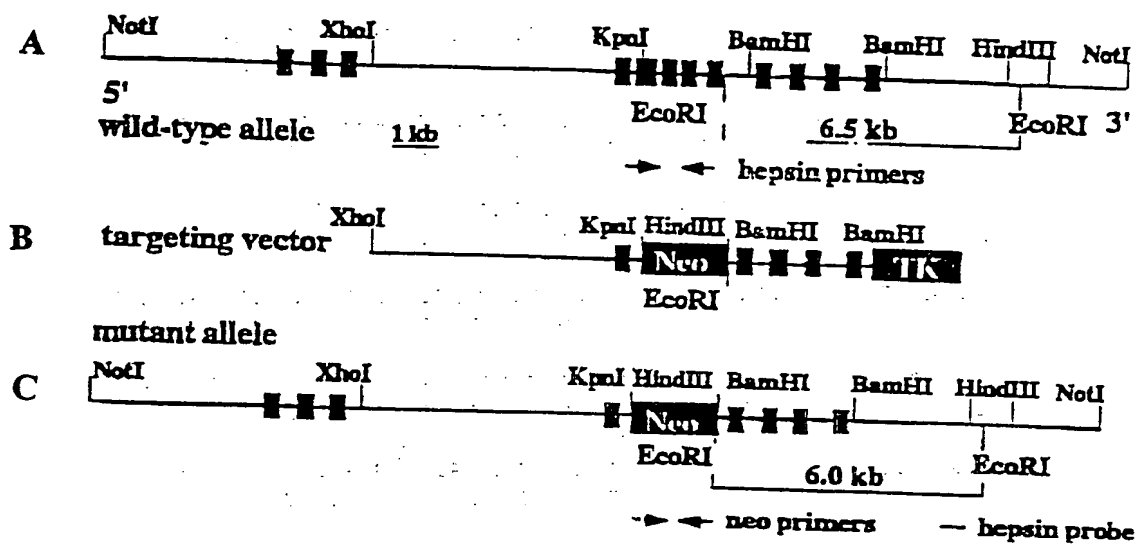 A NotI XhoI KpnI BamHI BamHI HindIII NotI
5' EcoRI EcoRI 3'
wild-type allele 1 kb 6.5 kb
hepsin primers
B targeting vector XhoI KpnI HindIII BamHI BamHI
Neo TK
EcoRI
mutant allele
C NotI XhoI KpnI HindIII BamHI BamHI HindIII NotI
Neo
EcoRI EcoRI
6.0 kb
neo primers hepsin probe